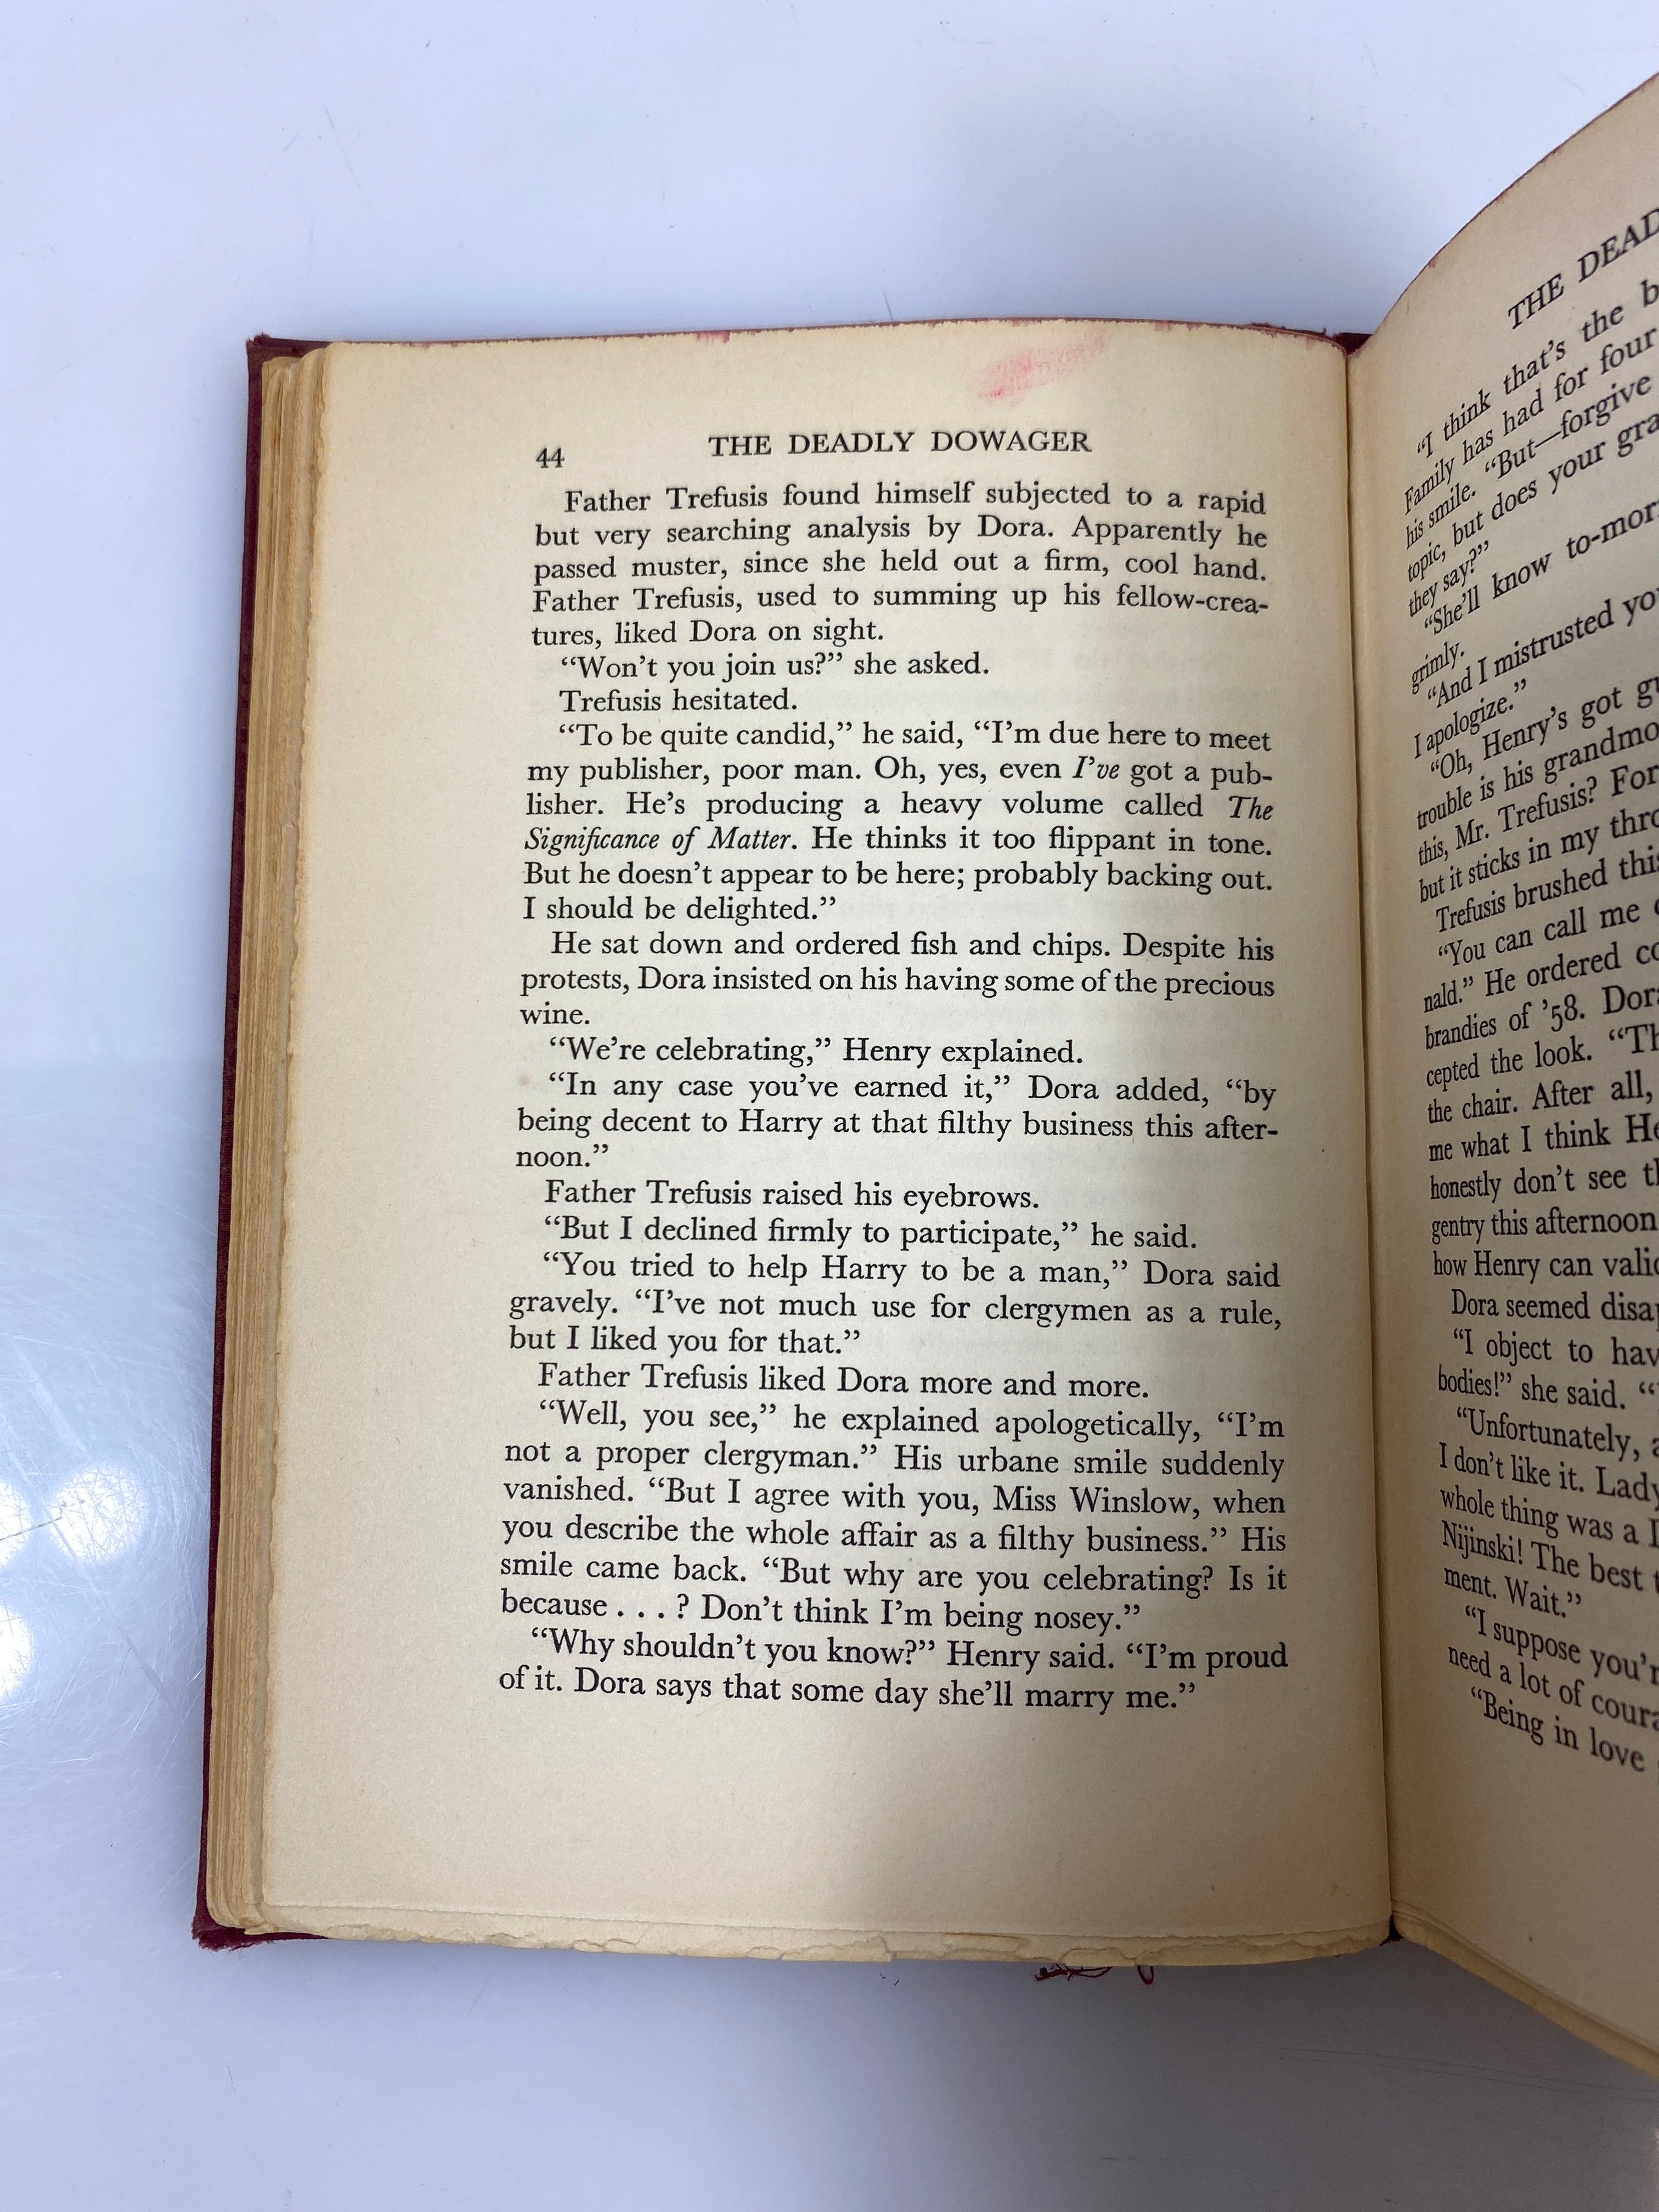 44 THE DEADLY DOWAGER
Father Trefusis found himself subjected to a rapid
but very searching analysis by Dora. Apparently he
passed muster, since she held out a firm, cool hand.
Father Trefusis, used to summing up his fellow-crea-
tures, liked Dora on sight.
“Won’t you join us?” she asked.
Trefusis hesitated.
“To be quite candid,” he said, “I’m due here to meet
my publisher, poor man. Oh, yes, even I’ve got a pub-
lisher. He’s producing a heavy volume called The
Significance of Matter. He thinks it too flippant in tone.
But he doesn’t appear to be here; probably backing out.
I should be delighted.”
He sat down and ordered fish and chips. Despite his
protests, Dora insisted on his having some of the precious
wine.
“We’re celebrating,” Henry explained.
“In any case you’ve earned it,” Dora added, “by
being decent to Harry at that filthy business this after-
noon.”
Father Trefusis raised his eyebrows.
“But I declined firmly to participate,” he said.
“You tried to help Harry to be a man,” Dora said
gravely. “I’ve not much use for clergymen as a rule,
but I liked you for that.”
Father Trefusis liked Dora more and more.
“Well, you see,” he explained apologetically, “I’m
not a proper clergyman.” His urbane smile suddenly
vanished. “But I agree with you, Miss Winslow, when
you describe the whole affair as a filthy business.” His
smile came back. “But why are you celebrating? Is it
because . . . ? Don’t think I’m being nosey.”
“Why shouldn’t you know?” Henry said. “I’m proud
of it. Dora says that some day she’ll marry me.”
THE
“I think that’s the
Family has had for four
his smile. “But—forgive
topic, but does your
they say?”
“She’ll know
grimly.
“And I mistrusted
I apologize.”
“Oh, Henry’s got
trouble is his
this, Mr. Trefusis?
but it sticks in my
Trefusis brushed
“You can call me
nald.” He ordered
brandies of ’58.
cepted the look.
the chair. After all,
me what I think
honestly don’t see
gentry this afternoon
how Henry can
Dora seemed
“I object to
bodies!” she said.
“Unfortunately,
I don’t like it.
whole thing was a
Nijinski! The best
ment. Wait.”
“I suppose
need a lot of
“Being in love